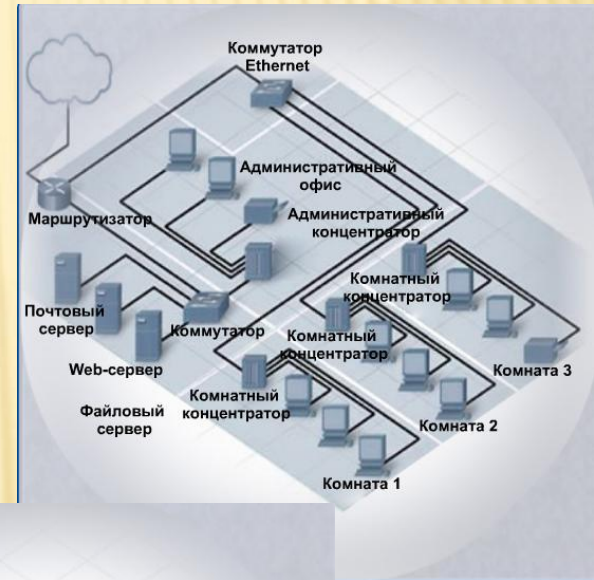 Коммутатор
Ethernet
Административный
офис
Маршрутизатор
Административный
концентратор
Комнатный
концентратор
Почтовый
сервер
Коммутатор
Комнатный
концентратор
Web-сервер
Комната 3
Комнатный
концентратор
Файловый
сервер
Комната 2
Комната 1